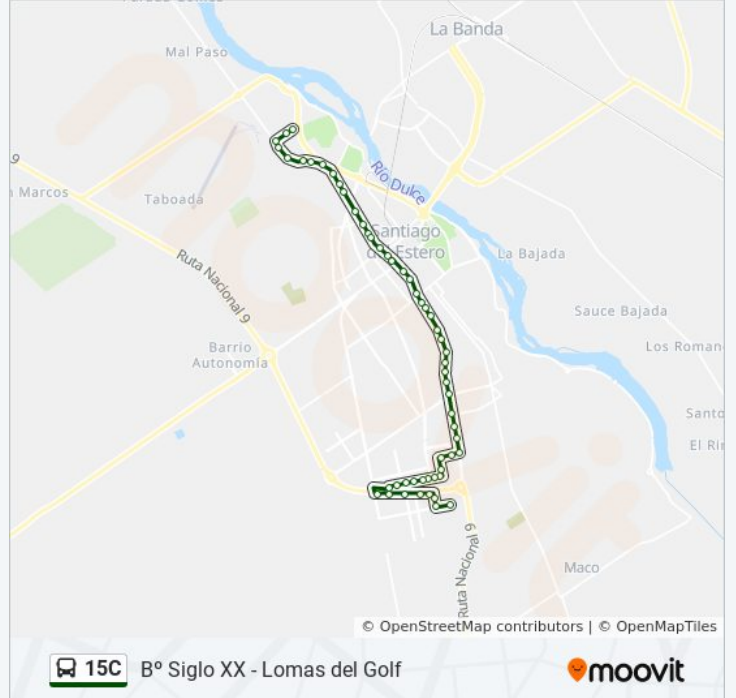 La Banda
Mal Paso
9
Río Dulce
Marcos
Taboada
Santiago
del Estero
La Bajada
Ruta Nacional 9
Sauce Bajada
Barrio
Autonomía
Los Roman
Santo
El Ri
Ruta Nacional 9
Maco
© OpenStreetMap contributors | © OpenMapTiles
15C Bº Siglo XX - Lomas del Golf
moovit